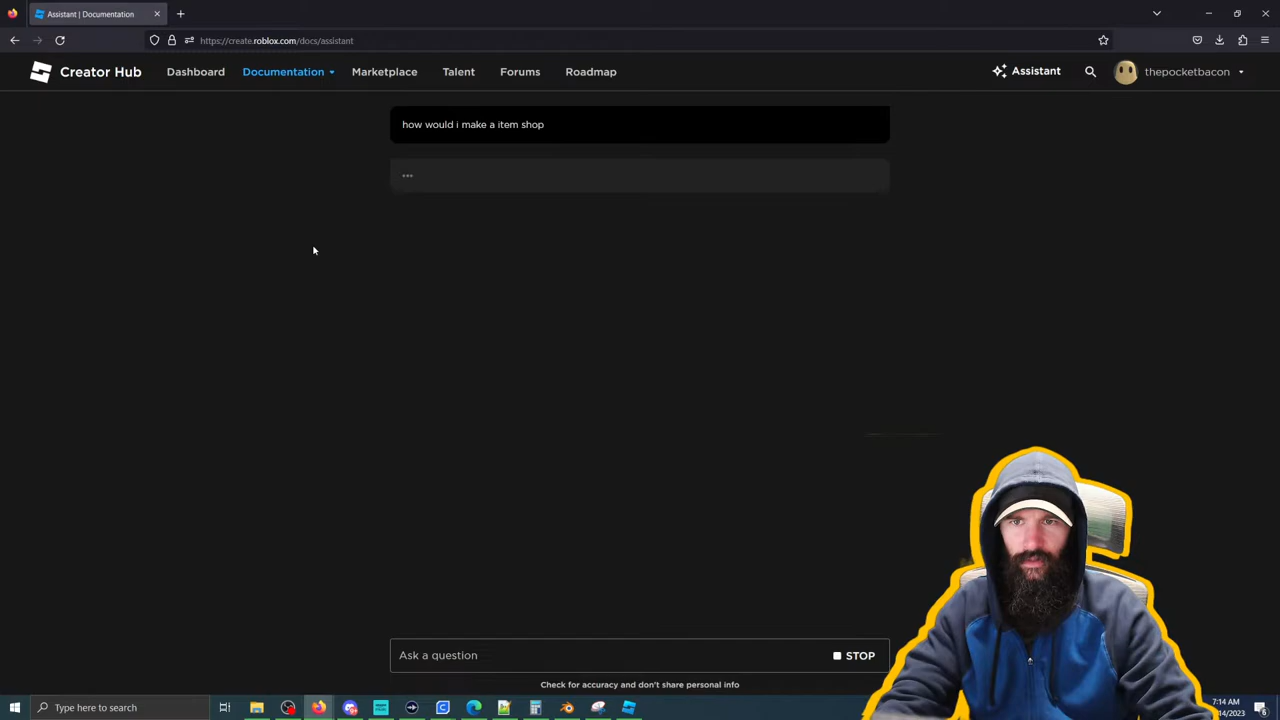 Assistant | Documentation
https://create.roblox.com/docs/assistant
Creator Hub
Dashboard
Documentation
Marketplace
Talent
Forums
Roadmap
Assistant
thepocketbacon
how would i make a item shop
•••
Ask a question
STOP
Check for accuracy and don't share personal info
Type here to search
7:14 AM
6